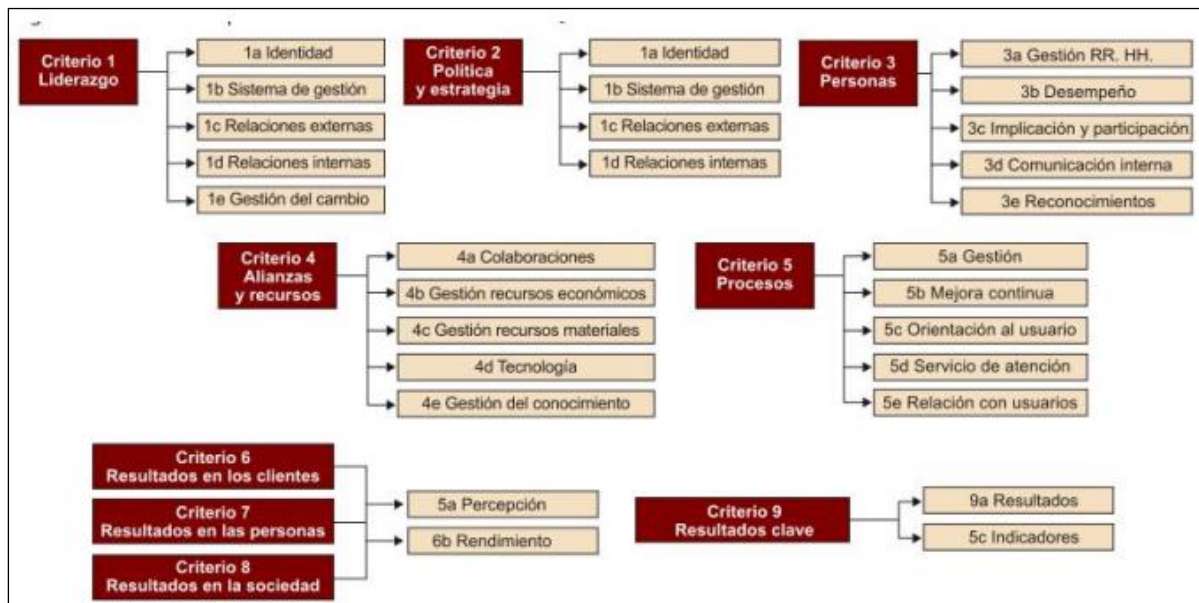 Criterio 1
Liderazgo
1a Identidad
1b Sistema de gestión
1c Relaciones externas
1d Relaciones internas
1e Gestión del cambio
Criterio 2
Política
y estrategia
1a Identidad
1b Sistema de gestión
1c Relaciones externas
1d Relaciones internas
Criterio 3
Personas
3a Gestión RR. HH.
3b Desempeño
3c Implicación y participación
3d Comunicación interna
3e Reconocimientos
Criterio 4
Alianzas
y recursos
4a Colaboraciones
4b Gestión recursos económicos
4c Gestión recursos materiales
4d Tecnología
4e Gestión del conocimiento
Criterio 5
Procesos
5a Gestión
5b Mejora continua
5c Orientación al usuario
5d Servicio de atención
5e Relación con usuarios
Criterio 6
Resultados en los clientes
Criterio 7
Resultados en las personas
Criterio 8
Resultados en la sociedad
5a Percepción
6b Rendimiento
Criterio 9
Resultados clave
9a Resultados
5c Indicadores